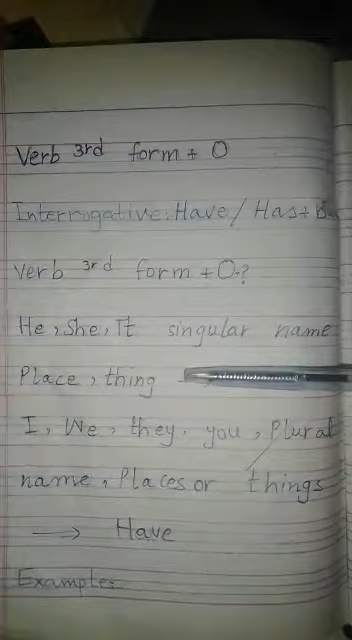 Verb 3rd form + O
Interrogative: Have / Has +
Verb 3rd form + O.?
He, She, It singular name
Place, thing
I, We, they, you, Plural
name, Places or things
→ Have
Example: